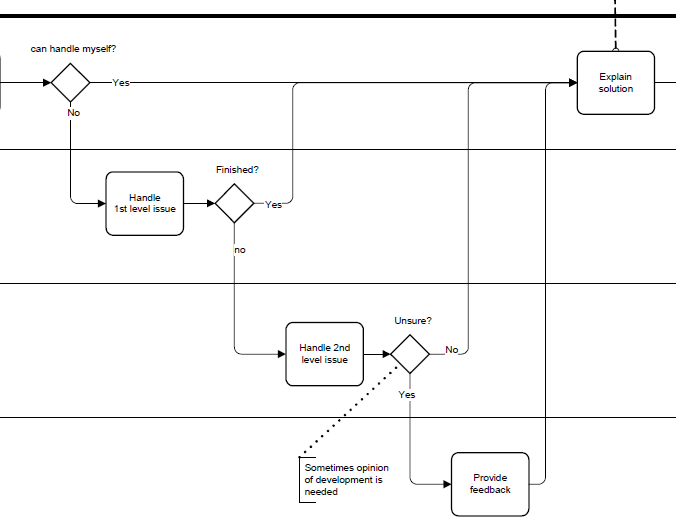 can handle myself?
Yes
Explain
solution
No
Finished?
Handle
1st level issue
Yes
no
Unsure?
Handle 2nd
level issue
No
Yes
Sometimes opinion
of development is
needed
Provide
feedback